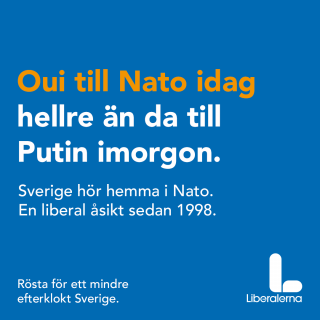 Oui till Nato idag
hellre än da till
Putin imorgon.
Sverige hör hemma i Nato.
En liberal åsikt sedan 1998.
Rösta för ett mindre
efterklokt Sverige.
Liberalerna